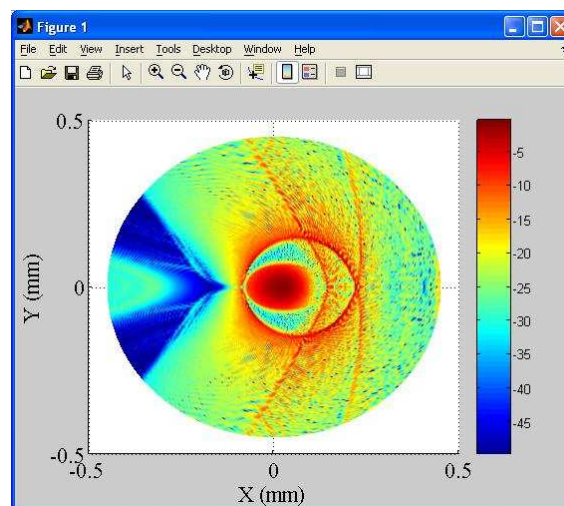 Figure 1
File Edit View Insert Tools Desktop Window Help
0.5
Y (mm)
0
-0.5
-0.5 0 0.5
X (mm)
-5
-10
-15
-20
-25
-30
-35
-40
-45